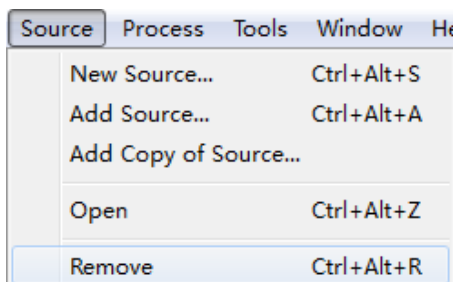 Source Process Tools Window He
New Source... Ctrl+Alt+S
Add Source... Ctrl+Alt+A
Add Copy of Source...
Open Ctrl+Alt+Z
Remove Ctrl+Alt+R